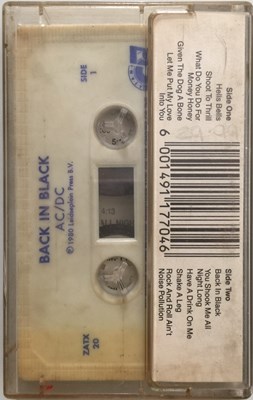 BACK IN BLACK
AC/DC
© 1980 Leidseplein Press B.V.
SIDE
1
ZATX
20
Side One
Hells Bells
Shoot To Thrill
What Do You Do For
Money Honey
Given The Dog A Bone
Let Me Put My Love
Into You
6 001491 177046
Side Two
Back In Black
You Shook Me All
Night Long
Have A Drink On Me
Shake A Leg
Rock And Roll Ain't
Noise Pollution